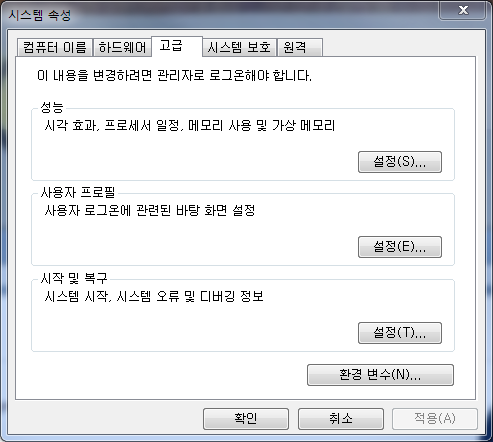 시스템 속성
컴퓨터 이름 하드웨어 고급 시스템 보호 원격
이 내용을 변경하려면 관리자로 로그온해야 합니다.
성능
시각 효과, 프로세서 일정, 메모리 사용 및 가상 메모리
설정(S)...
사용자 프로필
사용자 로그온에 관련된 바탕 화면 설정
설정(E)...
시작 및 복구
시스템 시작, 시스템 오류 및 디버깅 정보
설정(T)...
환경 변수(N)...
확인 취소 적용(A)